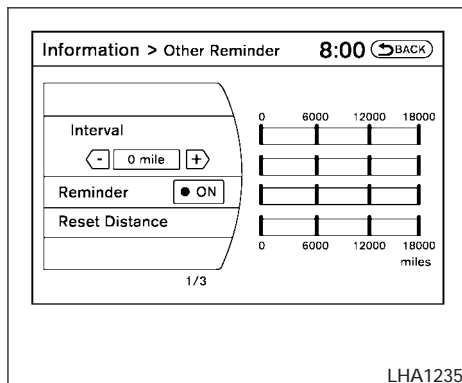 Information > Other Reminder 8:00 BACK
0 6000 12000 18000
Interval
- 0 mile +
Reminder ON
Reset Distance
0 6000 12000 18000
miles
1/3
LHA1235